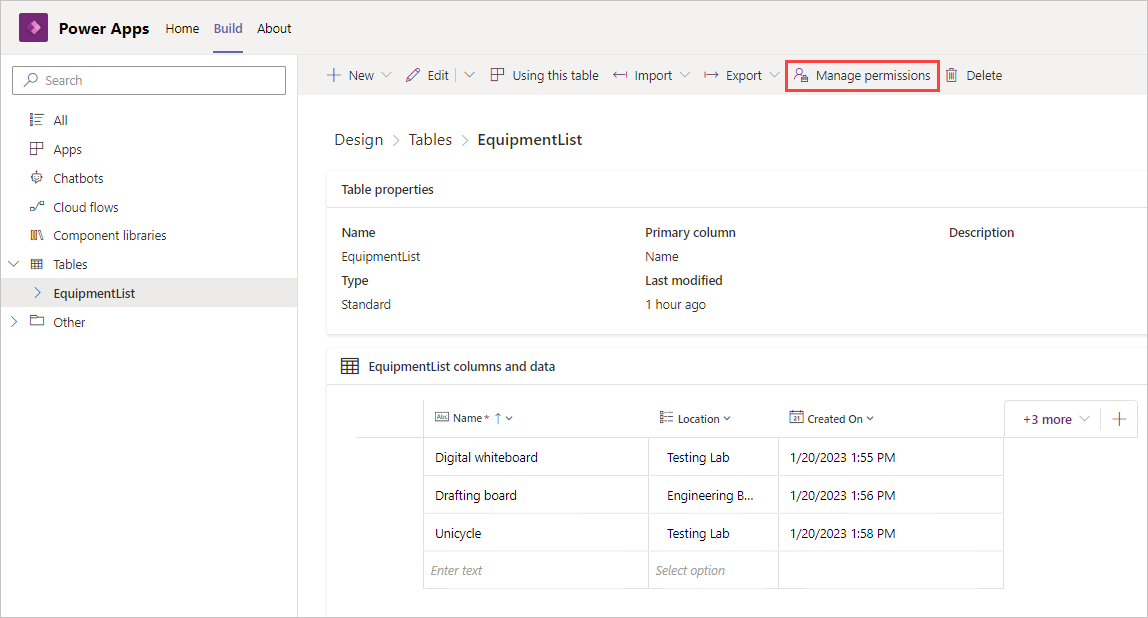 Power Apps Home Build About
Search
New Edit Using this table Import Export Manage permissions Delete
All
Apps
Chatbots
Cloud flows
Component libraries
Tables
EquipmentList
Other
Design > Tables > EquipmentList
Table properties
Name Primary column Description
EquipmentList Name
Type Last modified
Standard 1 hour ago
EquipmentList columns and data
Abc Name * ↑ Location 21 Created On +3 more +
Digital whiteboard Testing Lab 1/20/2023 1:55 PM
Drafting board Engineering B... 1/20/2023 1:56 PM
Unicycle Testing Lab 1/20/2023 1:58 PM
Enter text Select option